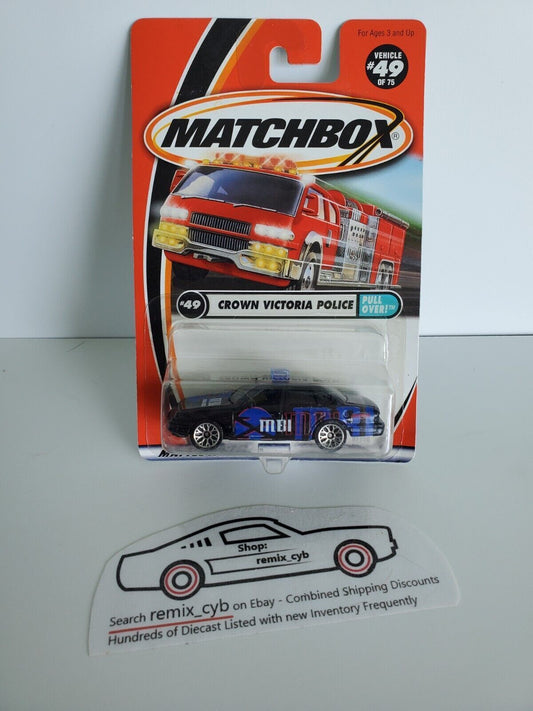 For Ages 3 and Up
VEHICLE
#49
OF 75
MATCHBOX®
#49 CROWN VICTORIA POLICE PULL OVER!™
MBI
Shop:
remix_cyb
Search remix_cyb on Ebay - Combined Shipping Discounts
Hundreds of Diecast Listed with new Inventory Frequently